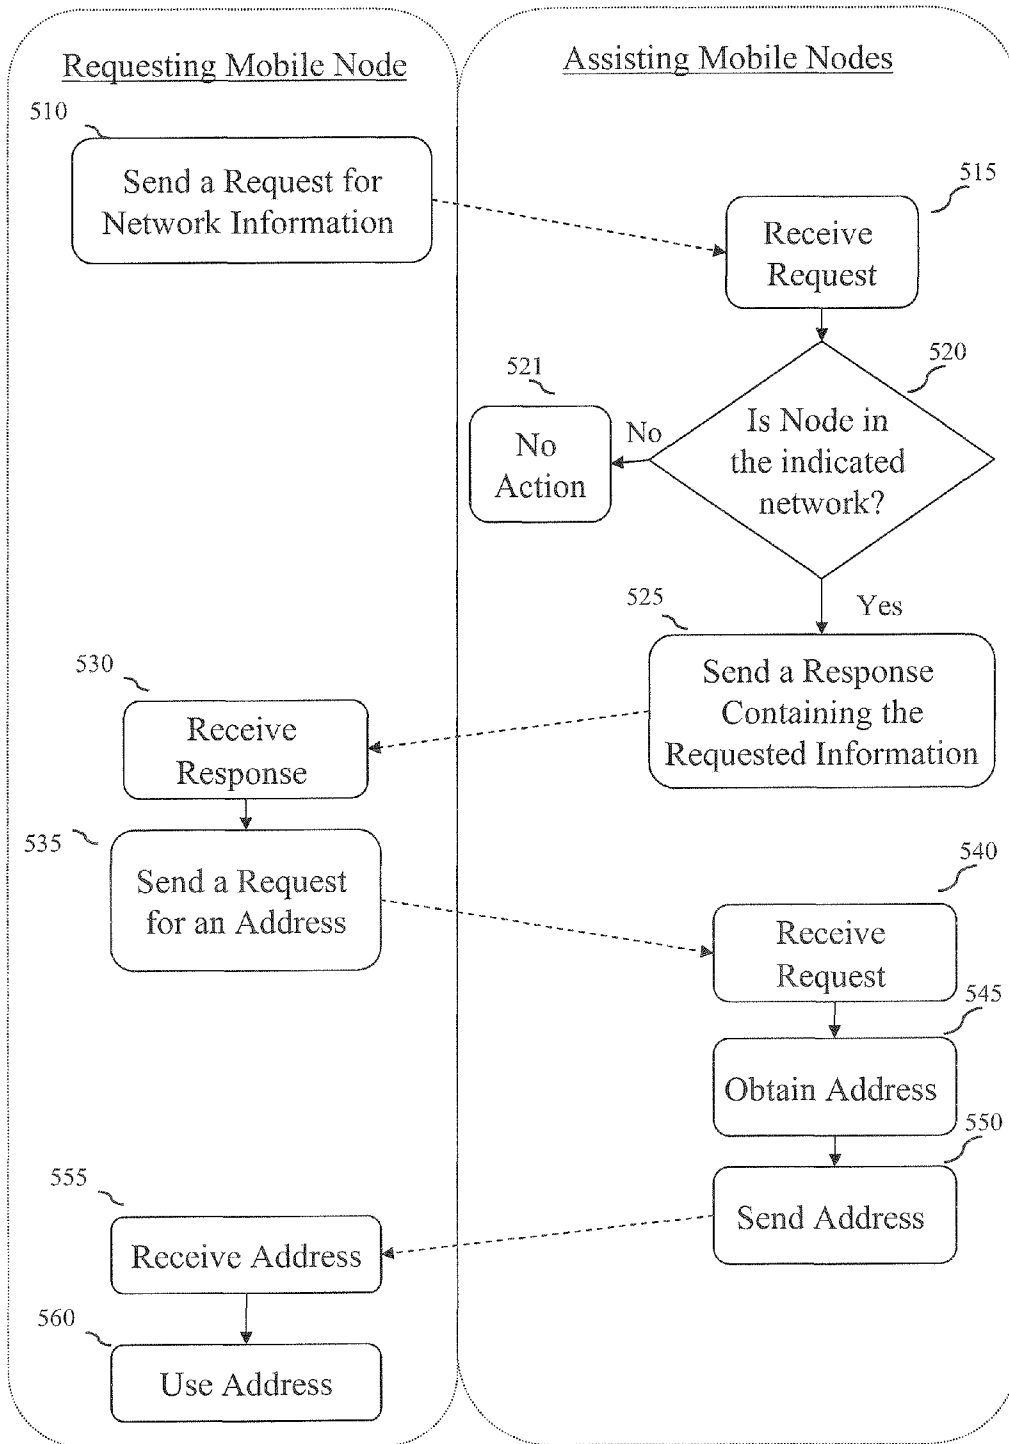 Requesting Mobile Node
Assisting Mobile Nodes
510
Send a Request for
Network Information
515
Receive
Request
520
Is Node in
the indicated
network?
521
No
No
Action
Yes
525
Send a Response
Containing the
Requested Information
530
Receive
Response
535
Send a Request
for an Address
540
Receive
Request
545
Obtain Address
550
Send Address
555
Receive Address
560
Use Address